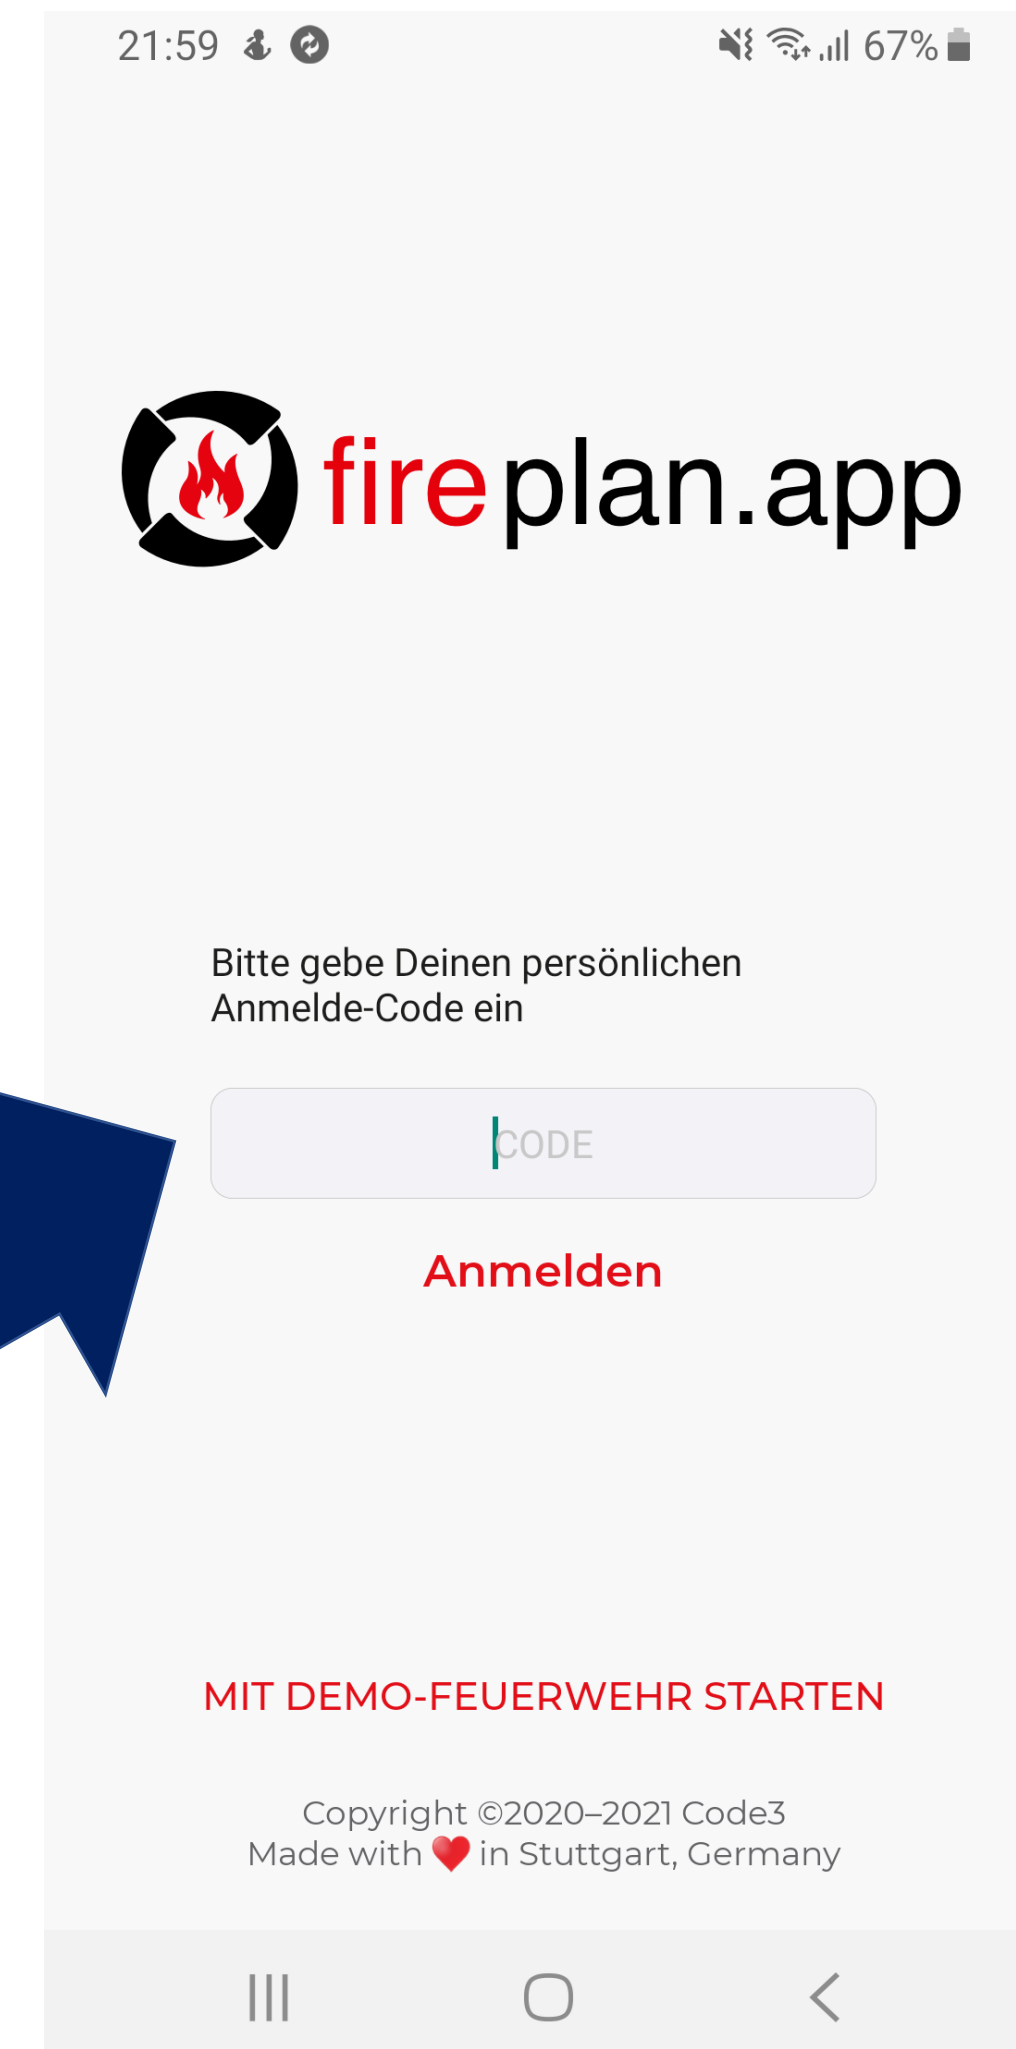 21:59
67%
fireplan.app
Bitte gebe Deinen persönlichen
Anmelde-Code ein
CODE
Anmelden
MIT DEMO-FEUERWEHR STARTEN
Copyright ©2020–2021 Code3
Made with ❤ in Stuttgart, Germany